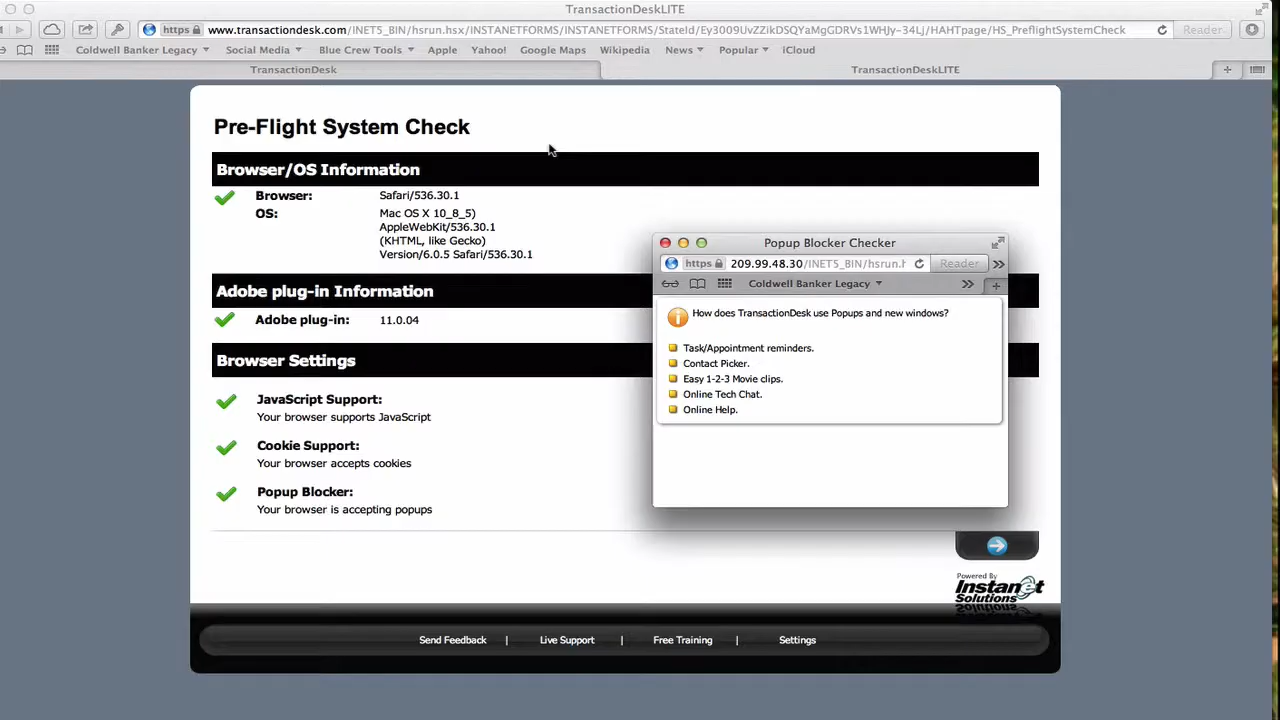 TransactionDeskLITE
https www.transactiondesk.com/INET5_BIN/hsrun.hsx/INSTANETFORMS/INSTANETFORMS/StateId/Ey3009UvZZikDSQYaMgGDRVs1WHJy-34Lj/HAHTpage/HS_PreflightSystemCheck Reader
Coldwell Banker Legacy Social Media Blue Crew Tools Apple Yahoo! Google Maps Wikipedia News Popular iCloud
TransactionDesk TransactionDeskLITE
Pre-Flight System Check
Browser/OS Information
Browser: Safari/536.30.1
OS: Mac OS X 10_8_5)
AppleWebKit/536.30.1
(KHTML, like Gecko)
Version/6.0.5 Safari/536.30.1
Adobe plug-in Information
Adobe plug-in: 11.0.04
Browser Settings
JavaScript Support:
Your browser supports JavaScript
Cookie Support:
Your browser accepts cookies
Popup Blocker:
Your browser is accepting popups
Popup Blocker Checker
https 209.99.48.30/INET5_BIN/hsrun.h Reader
Coldwell Banker Legacy
How does TransactionDesk use Popups and new windows?
Task/Appointment reminders.
Contact Picker.
Easy 1-2-3 Movie clips.
Online Tech Chat.
Online Help.
Powered By
Instanet
Solutions
Send Feedback | Live Support | Free Training | Settings